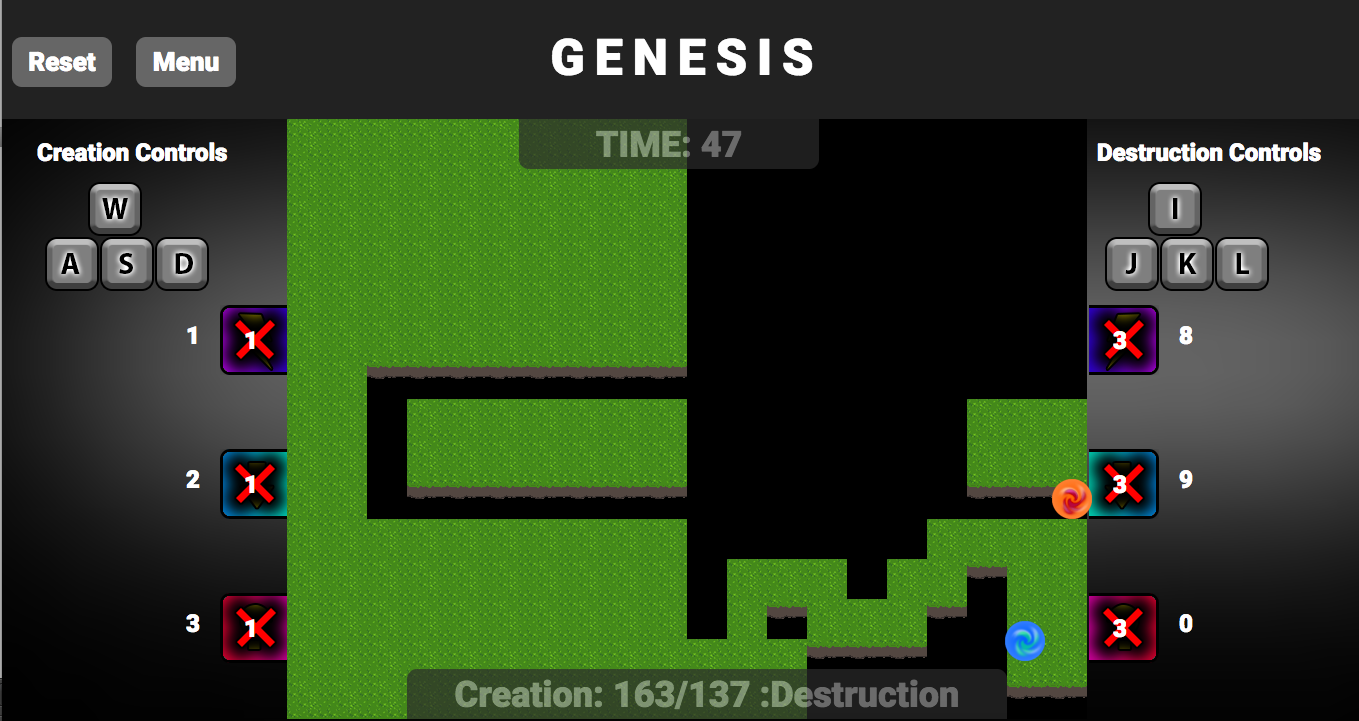 Reset Menu GENESIS
TIME: 47
Creation Controls
Destruction Controls
W
A S D
I
J K L
1 1
3 8
2 1
3 9
3 1
3 0
Creation: 163/137 :Destruction